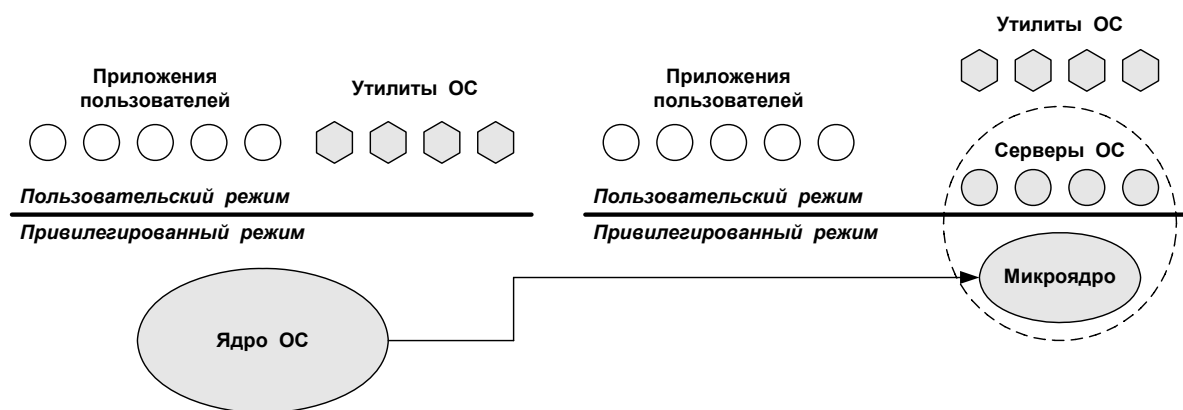 Приложения
пользователей
Утилиты ОС
Пользовательский режим
Привилегированный режим
Ядро ОС
Утилиты ОС
Приложения
пользователей
Серверы ОС
Пользовательский режим
Привилегированный режим
Микроядро